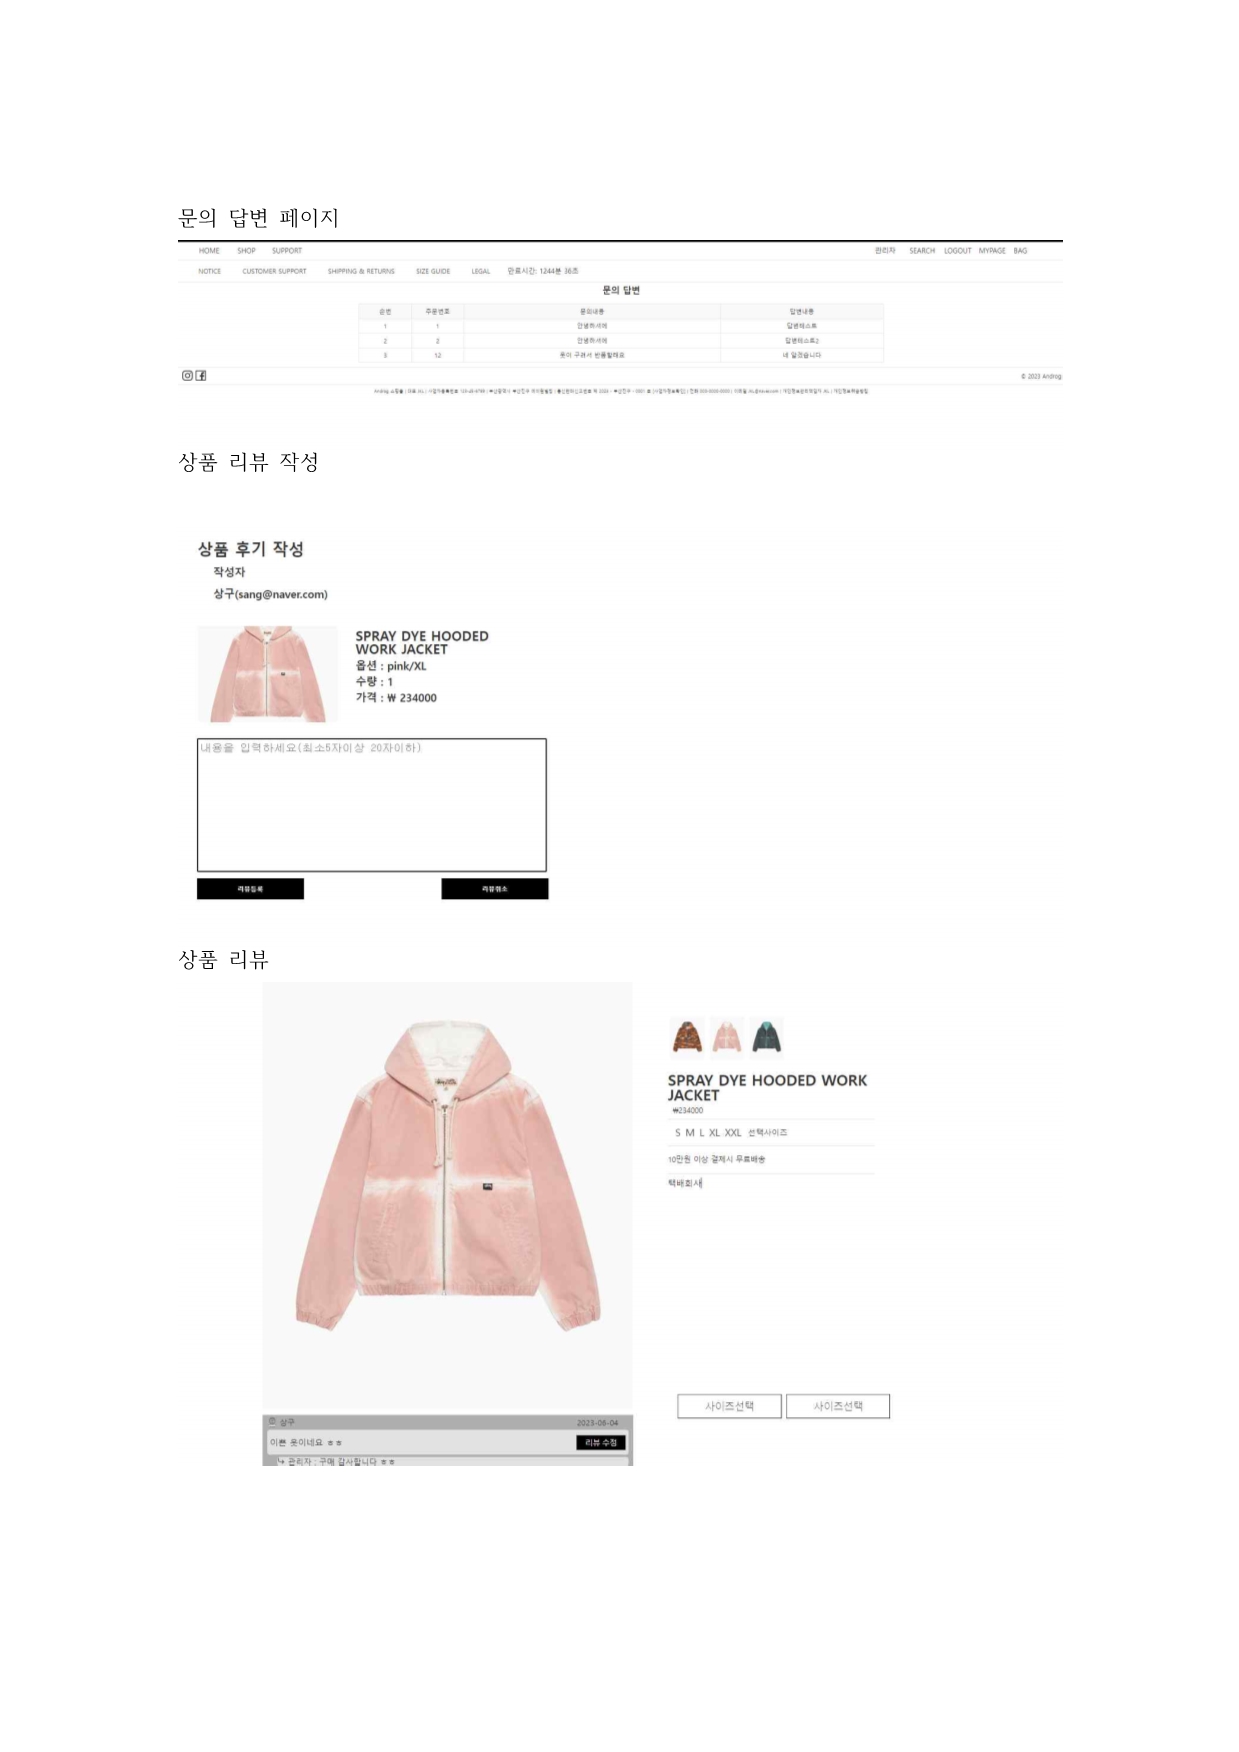 문의 답변 페이지
HOME SHOP SUPPORT 관리자 SEARCH LOGOUT MYPAGE BAG
NOTICE CUSTOMER SUPPORT SHIPPING & RETURNS SIZE GUIDE LEGAL 만료시간: 1244분 36초
문의 답변
순번 주문번호 문의내용 답변내용
1 1 안녕하세여 답변테스트
2 2 안녕하세여 답변테스트2
3 12 옷이 구려서 반품할래요 네 알겠습니다
© 2023 Androg
상품 리뷰 작성
상품 후기 작성
작성자
상구(sang@naver.com)
SPRAY DYE HOODED
WORK JACKET
옵션 : pink/XL
수량 : 1
가격 : ₩ 234000
내용을 입력하세요(최소5자이상 20자이하)
리뷰등록 리뷰취소
상품 리뷰
SPRAY DYE HOODED WORK
JACKET
₩234000
S M L XL XXL 선택사이즈
10만원 이상 결제시 무료배송
택배회사
사이즈선택 사이즈선택
상구 2023-06-04
이쁜 옷이네요 ㅎㅎ 리뷰 수정
↳ 관리자 : 구매 감사합니다 ㅎㅎ